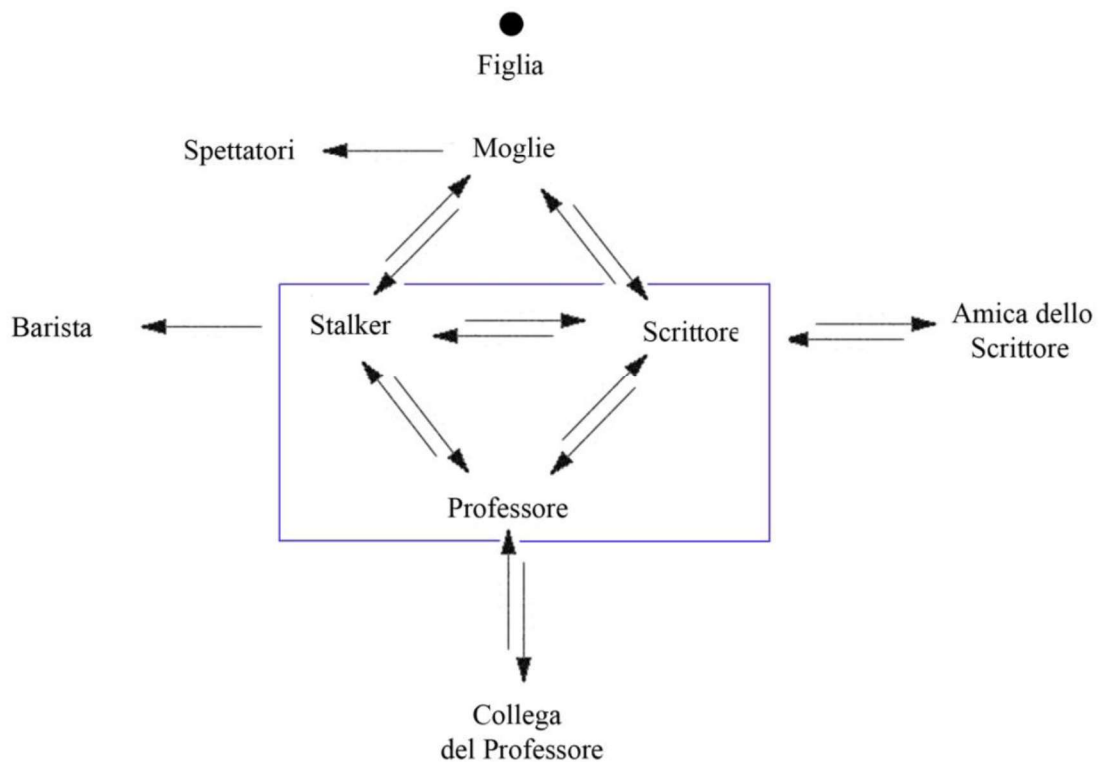 Figlia
Spettatori
Moglie
Barista
Stalker
Scrittore
Amica dello
Scrittore
Professore
Collega
del Professore